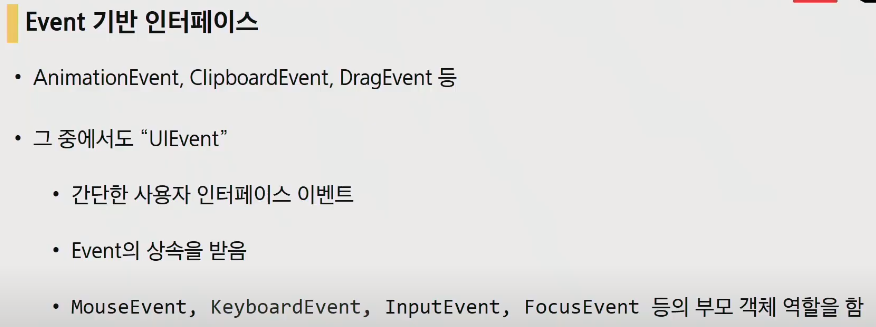 Event 기반 인터페이스
• AnimationEvent, ClipboardEvent, DragEvent 등
• 그 중에서도 “UIEvent”
• 간단한 사용자 인터페이스 이벤트
• Event의 상속을 받음
• MouseEvent, KeyboardEvent, InputEvent, FocusEvent 등의 부모 객체 역할을 함